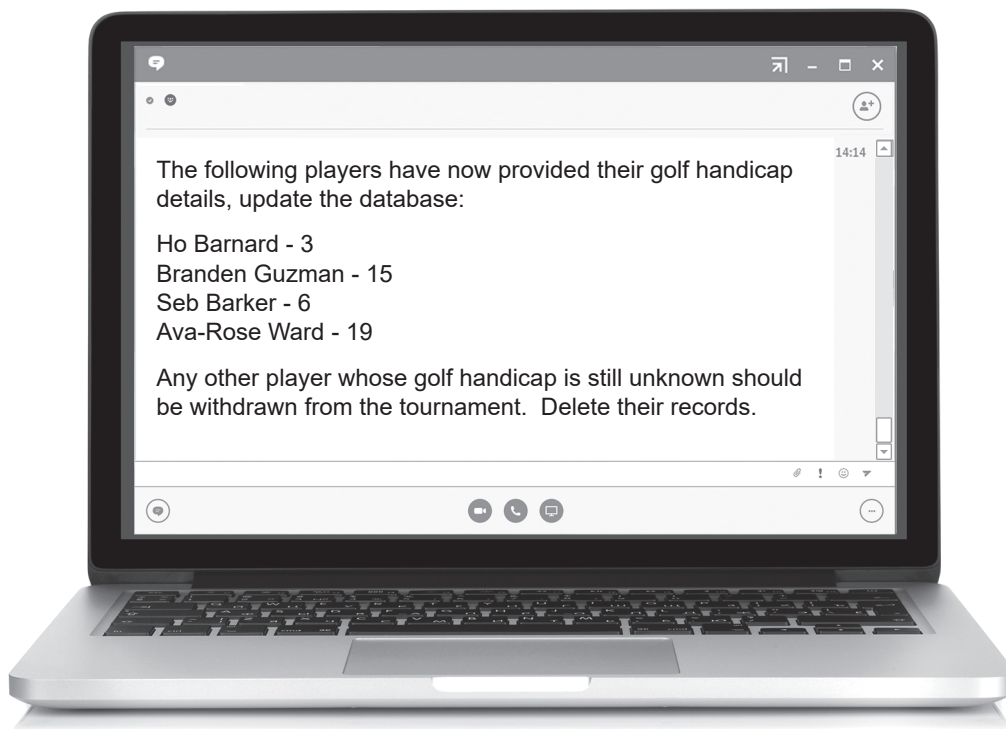 14:14
The following players have now provided their golf handicap
details, update the database:
Ho Barnard - 3
Branden Guzman - 15
Seb Barker - 6
Ava-Rose Ward - 19
Any other player whose golf handicap is still unknown should
be withdrawn from the tournament.  Delete their records.